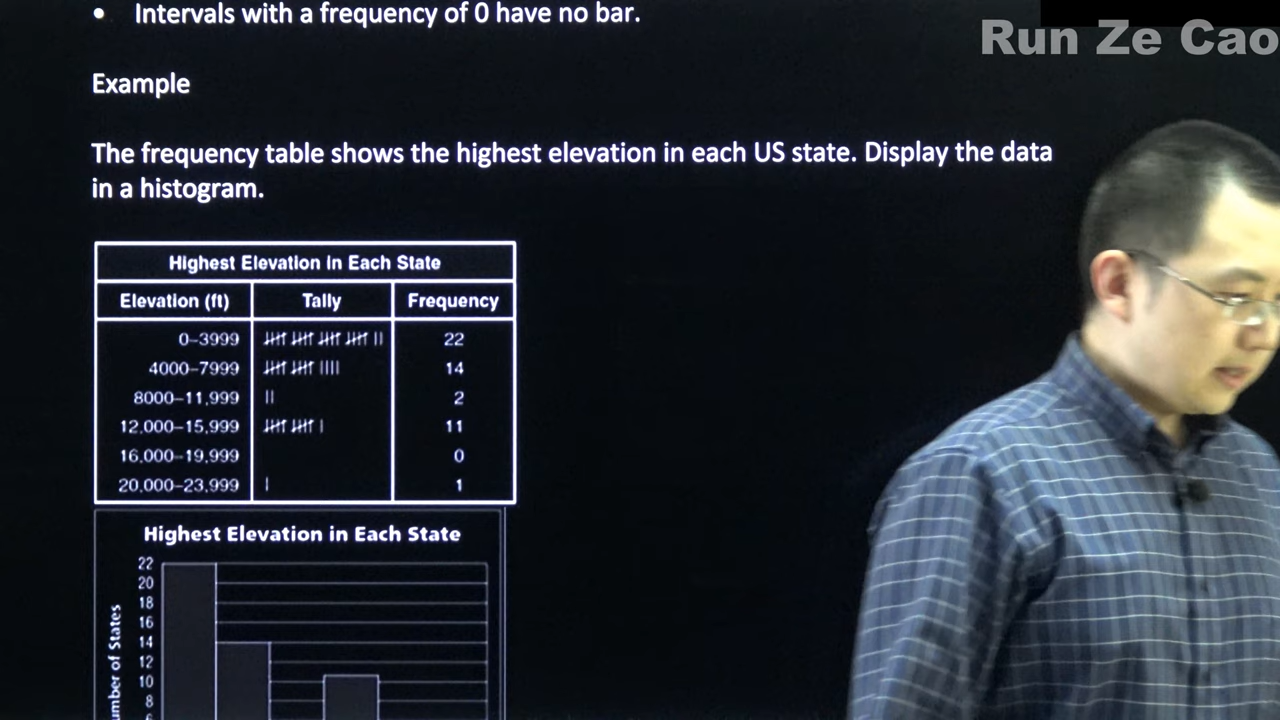 • Intervals with a frequency of 0 have no bar.
Run Ze Cao
Example
The frequency table shows the highest elevation in each US state. Display the data
in a histogram.
Highest Elevation in Each State
Elevation (ft) Tally Frequency
0–3999 22
4000–7999 14
8000–11,999 2
12,000–15,999 11
16,000–19,999 0
20,000–23,999 1
Highest Elevation in Each State
22
20
18
16
14
12
10
8
of States